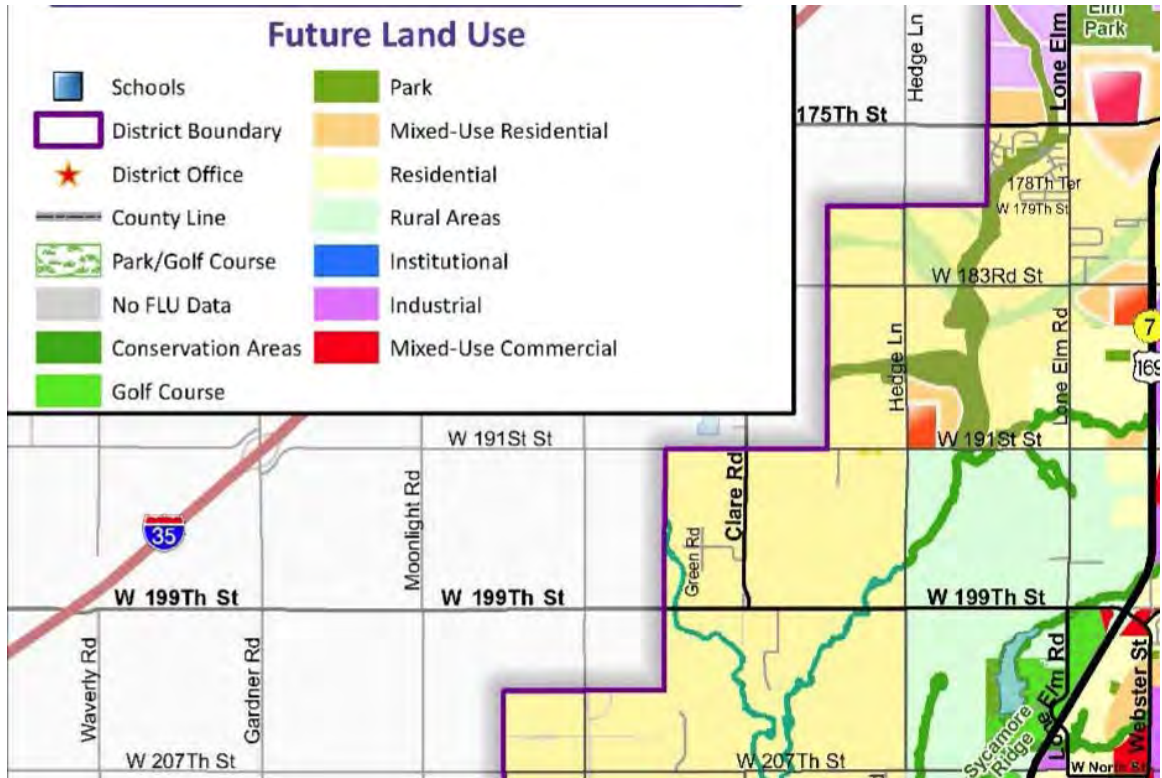 Future Land Use
Schools
District Boundary
District Office
County Line
Park/Golf Course
No FLU Data
Conservation Areas
Golf Course
Park
Mixed-Use Residential
Residential
Rural Areas
Institutional
Industrial
Mixed-Use Commercial
Hedge Ln
Lone Elm
Elm
Park
175Th St
178Th Ter
W 179Th St
W 183Rd St
Hedge Ln
Lone Elm Rd
7
169
W 191St St
W 191St St
Moonlight Rd
Clare Rd
Green Rd
35
W 199Th St
W 199Th St
W 199Th St
Waverly Rd
Gardner Rd
Sycamore
Ridge
Lone Elm Rd
Webster St
W 207Th St
W 207Th St
W North St